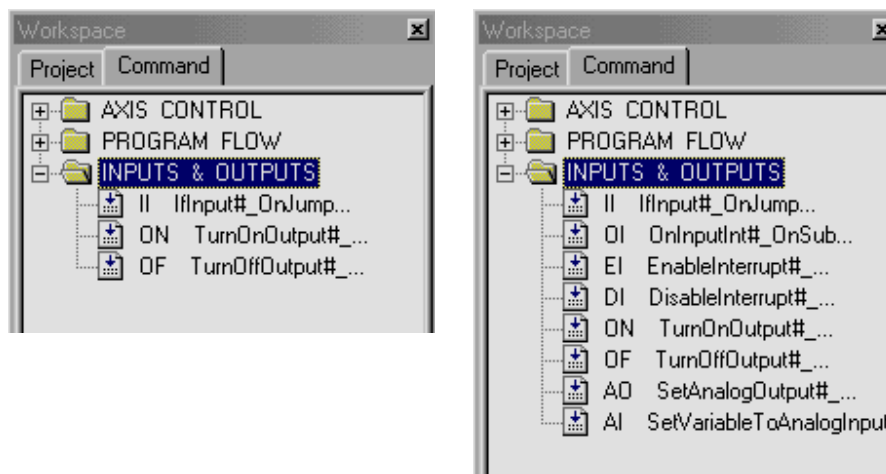 Workspace
Project Command
AXIS CONTROL
PROGRAM FLOW
INPUTS & OUTPUTS
II IfInput#_OnJump...
ON TurnOnOutput#_...
OF TurnOffOutput#_...
Workspace
Project Command
AXIS CONTROL
PROGRAM FLOW
INPUTS & OUTPUTS
II IfInput#_OnJump...
OI OnInputInt#_OnSub...
EI EnableInterrupt#_...
DI DisableInterrupt#_...
ON TurnOnOutput#_...
OF TurnOffOutput#_...
AO SetAnalogOutput#_...
AI SetVariableToAnalogInput